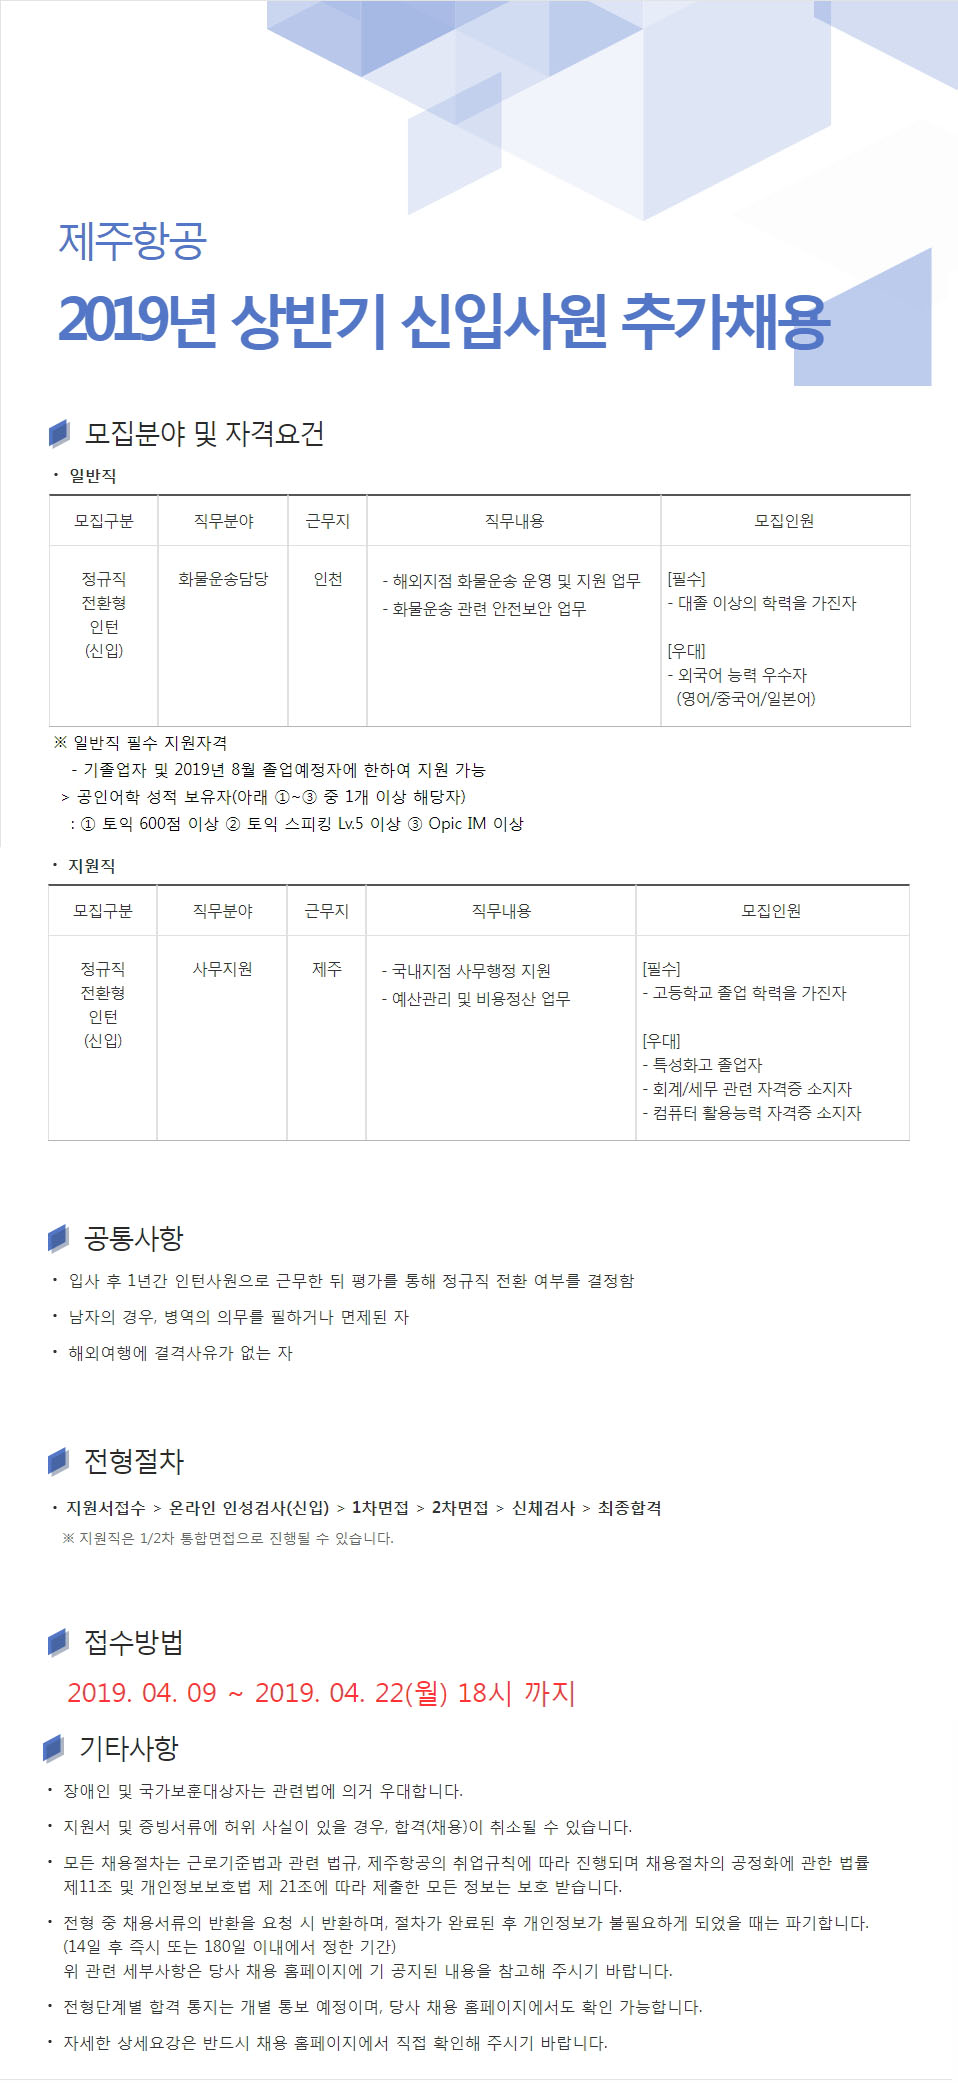 제주항공
2019년 상반기 신입사원 추가채용
모집분야 및 자격요건
· 일반직
모집구분 직무분야 근무지 직무내용 모집인원
정규직
전환형
인턴
(신입)
화물운송담당
인천
- 해외지점 화물운송 운영 및 지원 업무
- 화물운송 관련 안전보안 업무
[필수]
- 대졸 이상의 학력을 가진자
[우대]
- 외국어 능력 우수자
(영어/중국어/일본어)
※ 일반직 필수 지원자격
- 기졸업자 및 2019년 8월 졸업예정자에 한하여 지원 가능
> 공인어학 성적 보유자(아래 ①~③ 중 1개 이상 해당자)
: ① 토익 600점 이상 ② 토익 스피킹 Lv.5 이상 ③ Opic IM 이상
· 지원직
모집구분 직무분야 근무지 직무내용 모집인원
정규직
전환형
인턴
(신입)
사무지원
제주
- 국내지점 사무행정 지원
- 예산관리 및 비용정산 업무
[필수]
- 고등학교 졸업 학력을 가진자
[우대]
- 특성화고 졸업자
- 회계/세무 관련 자격증 소지자
- 컴퓨터 활용능력 자격증 소지자
공통사항
· 입사 후 1년간 인턴사원으로 근무한 뒤 평가를 통해 정규직 전환 여부를 결정함
· 남자의 경우, 병역의 의무를 필하거나 면제된 자
· 해외여행에 결격사유가 없는 자
전형절차
· 지원서접수 > 온라인 인성검사(신입) > 1차면접 > 2차면접 > 신체검사 > 최종합격
※ 지원직은 1/2차 통합면접으로 진행될 수 있습니다.
접수방법
2019. 04. 09 ~ 2019. 04. 22(월) 18시 까지
기타사항
· 장애인 및 국가보훈대상자는 관련법에 의거 우대합니다.
· 지원서 및 증빙서류에 허위 사실이 있을 경우, 합격(채용)이 취소될 수 있습니다.
· 모든 채용절차는 근로기준법과 관련 법규, 제주항공의 취업규칙에 따라 진행되며 채용절차의 공정화에 관한 법률
제11조 및 개인정보보호법 제 21조에 따라 제출한 모든 정보는 보호 받습니다.
· 전형 중 채용서류의 반환을 요청 시 반환하며, 절차가 완료된 후 개인정보가 불필요하게 되었을 때는 파기합니다.
(14일 후 즉시 또는 180일 이내에서 정한 기간)
위 관련 세부사항은 당사 채용 홈페이지에 기 공지된 내용을 참고해 주시기 바랍니다.
· 전형단계별 합격 통지는 개별 통보 예정이며, 당사 채용 홈페이지에서도 확인 가능합니다.
· 자세한 상세요강은 반드시 채용 홈페이지에서 직접 확인해 주시기 바랍니다.